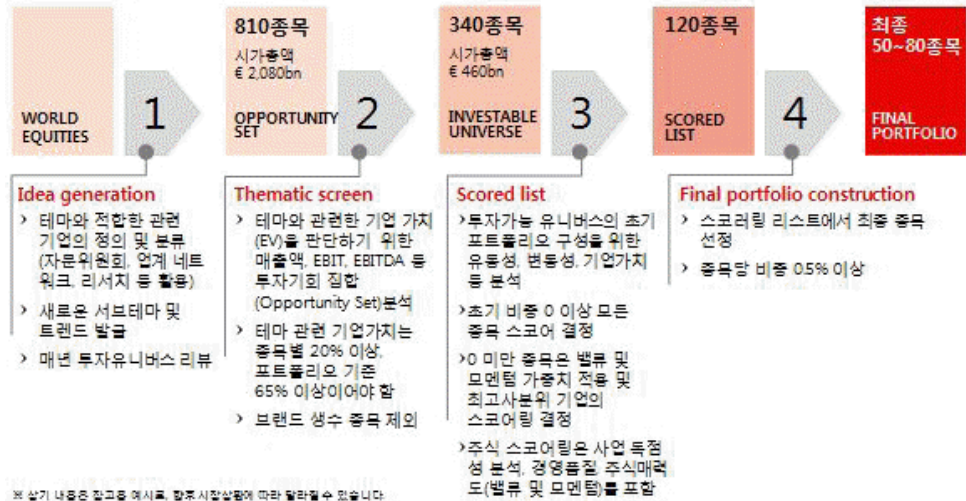 WORLD
EQUITIES
1
810종목
시가총액
€ 2,080bn
OPPORTUNITY
SET
2
340종목
시가총액
€ 460bn
INVESTABLE
UNIVERSE
3
120종목
SCORED
LIST
4
최종
50~80종목
FINAL
PORTFOLIO
Idea generation
> 테마와 적합한 관련
기업의 정의 및 분류
(자문위원회, 업계 네트
워크, 리서치 등 활용)
> 새로운 서브테마 및
트렌드 발굴
> 매년 투자유니버스 리뷰
Thematic screen
> 테마와 관련한 기업 가치
(EV)을 판단하기 위한
매출액, EBIT, EBITDA 등
투자기회 집합
(Opportunity Set)분석
> 테마 관련 기업가치는
종목별 20% 이상,
포트폴리오 기준
65% 이상이어야 함
> 브랜드 생수 종목 제외
Scored list
>투자가능 유니버스의 초기
포트폴리오 구성을 위한
유동성, 변동성, 기업가치
등 분석
>초기 비중 0 이상 모든
종목 스코어 결정
>0 미만 종목은 밸류 및
모멘텀 가중치 적용 및
최고사분위 기업의
스코어링 결정
>주식 스코어링은 사업 독점
성 분석, 경영품질, 주식매력
도(밸류 및 모멘텀)를 포함
Final portfolio construction
> 스코러링 리스트에서 최종 종목
선정
> 종목당 비중 0.5% 이상
※ 상기 내용은 참고용 예시로, 향후 시장상황에 따라 달라질 수 있습니다.